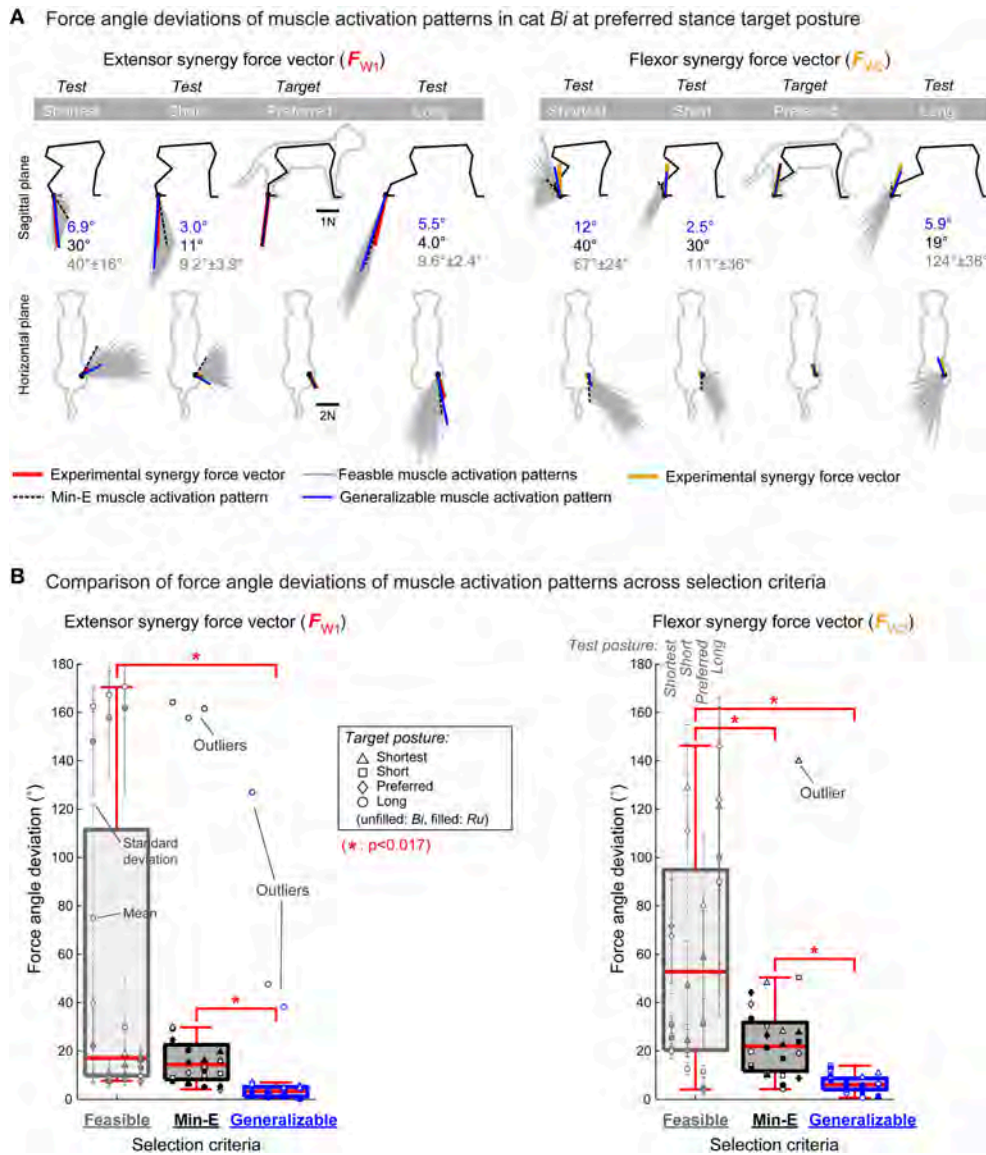 A Force angle deviations of muscle activation patterns in cat Bi at preferred stance target posture
Extensor synergy force vector (F_W1)
Flexor synergy force vector (F_W2)
Test Test Target Test
Test Test Target Test
Shortest Short Preferred Long
Shortest Short Preferred Long
Sagittal plane
1N
6.9° 3.0° 5.5°
30° 11° 4.0°
40°±16° 9.2°±3.9° 9.6°±2.4°
12° 2.5° 5.9°
40° 30° 19°
67°±24° 111°±36° 124°±36°
Horizontal plane
2N
Experimental synergy force vector
Feasible muscle activation patterns
Experimental synergy force vector
Min-E muscle activation pattern
Generalizable muscle activation pattern
B Comparison of force angle deviations of muscle activation patterns across selection criteria
Extensor synergy force vector (F_W1)
Force angle deviation (°)
180
160
140
120
100
80
60
40
20
0
*
*
Outliers
Standard
deviation
Mean
Outliers
Feasible Min-E Generalizable
Selection criteria
Target posture:
Shortest
Short
Preferred
Long
(unfilled: Bi, filled: Ru)
(*: p<0.017)
Flexor synergy force vector (F_W2)
Test posture:
Shortest
Short
Preferred
Long
Force angle deviation (°)
180
160
140
120
100
80
60
40
20
0
*
*
*
Outlier
Feasible Min-E Generalizable
Selection criteria